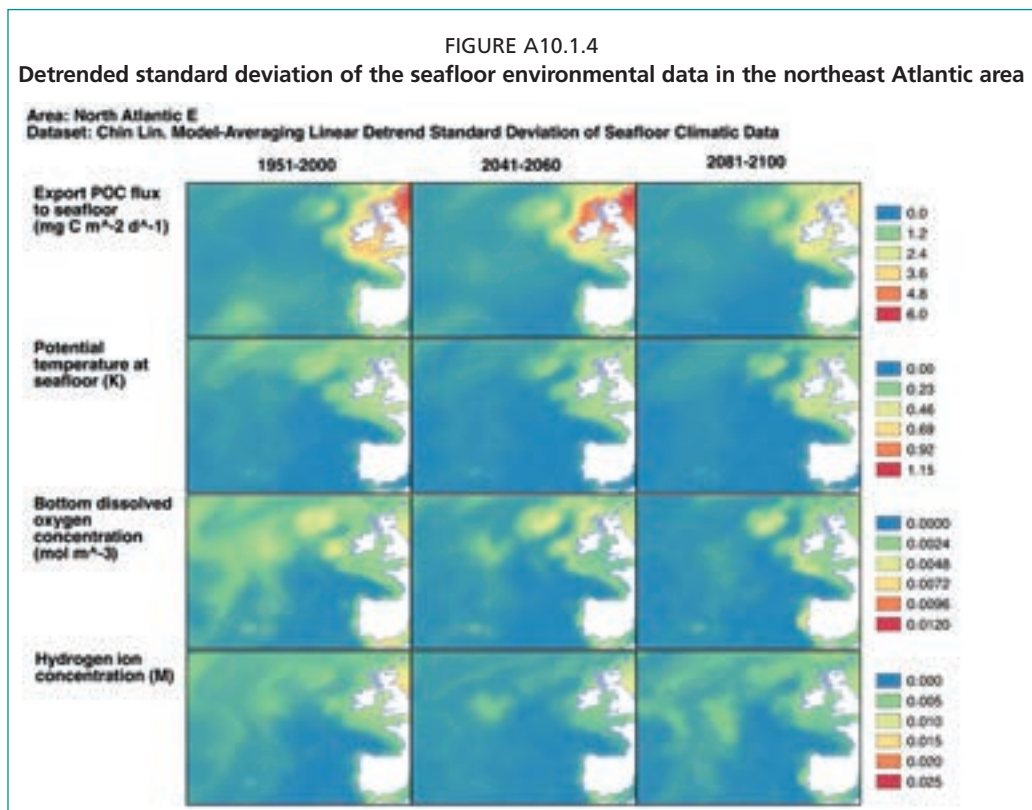 FIGURE A10.1.4
Detrended standard deviation of the seafloor environmental data in the northeast Atlantic area
Area: North Atlantic E
Dataset: Chin Lin. Model-Averaging Linear Detrend Standard Deviation of Seafloor Climatic Data
1951-2000
2041-2060
2081-2100
Export POC flux
to seafloor
(mg C m^-2 d^-1)
0.0
1.2
2.4
3.6
4.8
6.0
Potential
temperature at
seafloor (K)
0.00
0.23
0.46
0.69
0.92
1.15
Bottom dissolved
oxygen
concentration
(mol m^-3)
0.0000
0.0024
0.0048
0.0072
0.0096
0.0120
Hydrogen ion
concentration (M)
0.000
0.005
0.010
0.015
0.020
0.025